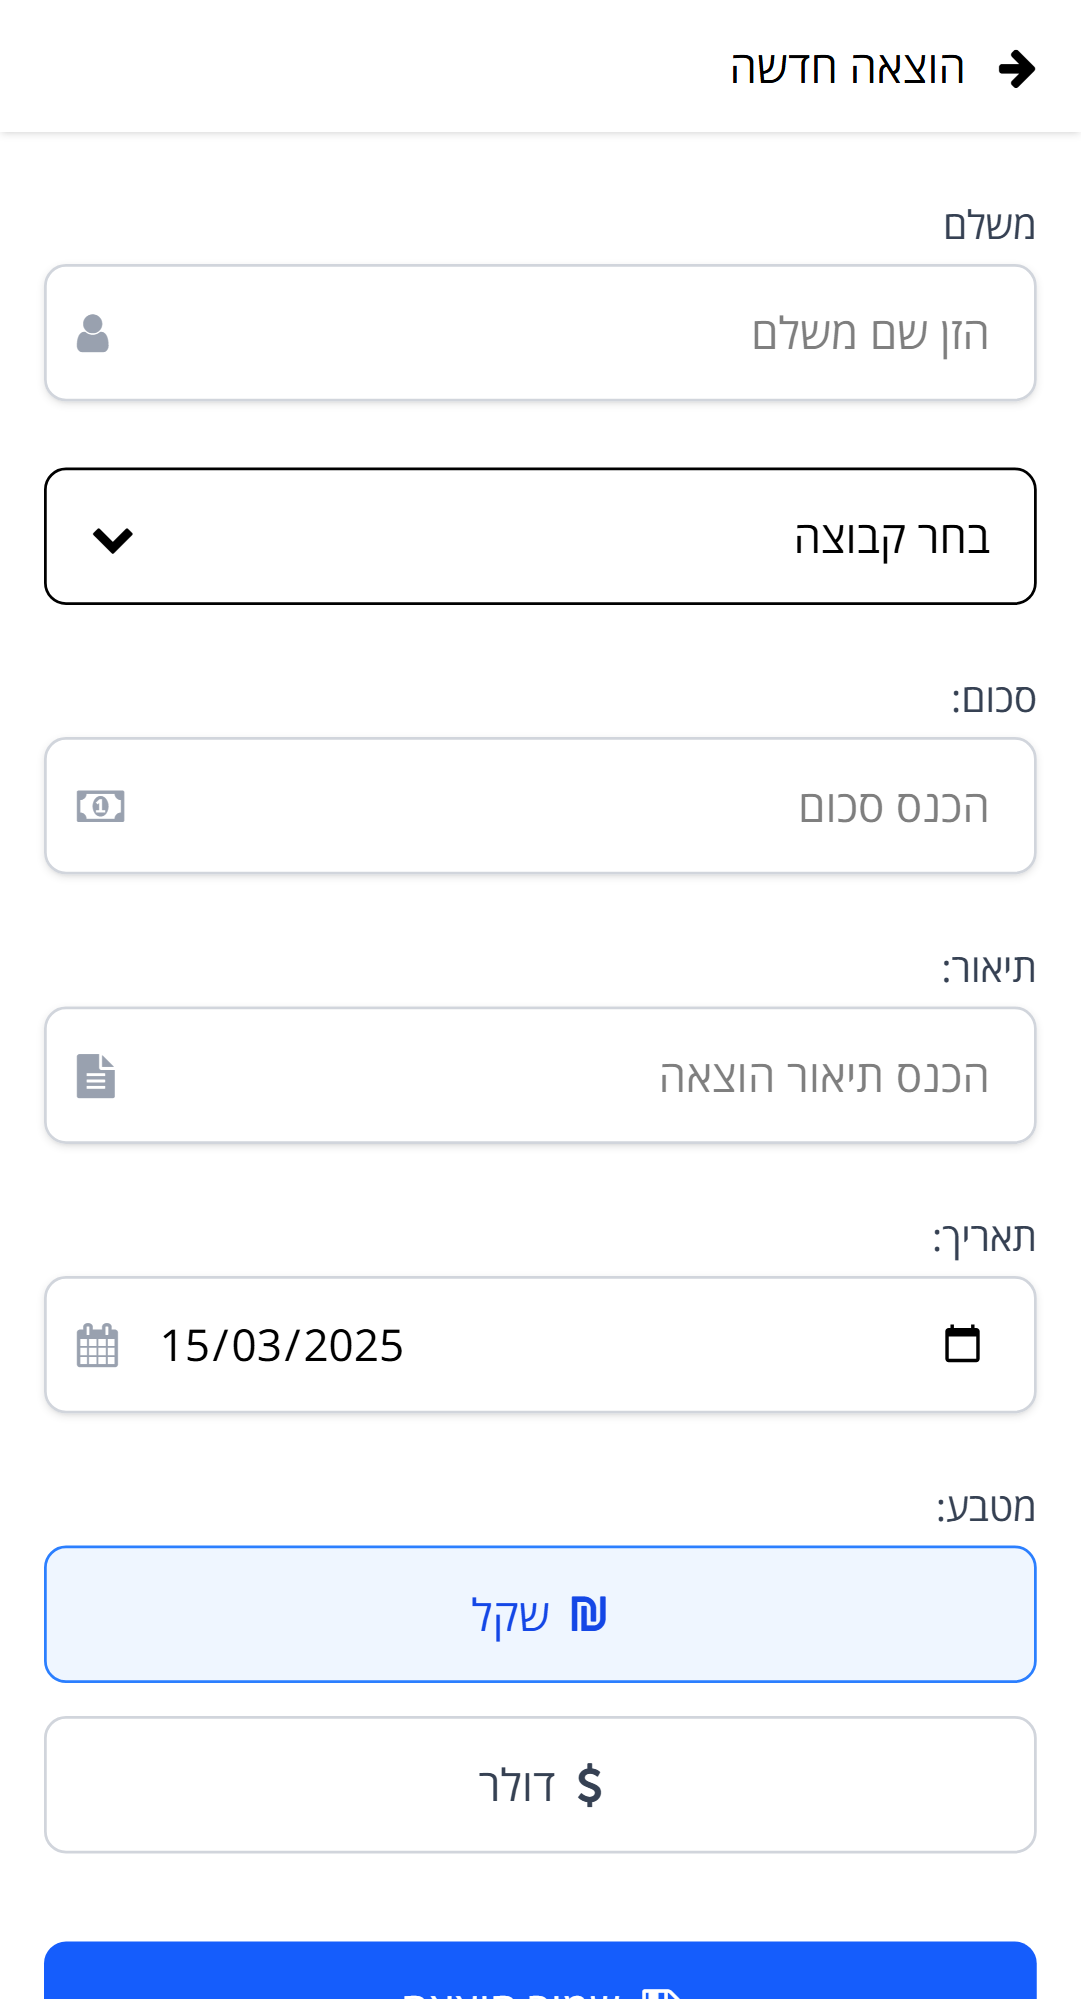 הוצאה חדשה
משלם
הזן שם משלם
בחר קבוצה
סכום:
הכנס סכום
תיאור:
הכנס תיאור הוצאה
תאריך:
15/03/2025
מטבע:
₪ שקל
$ דולר